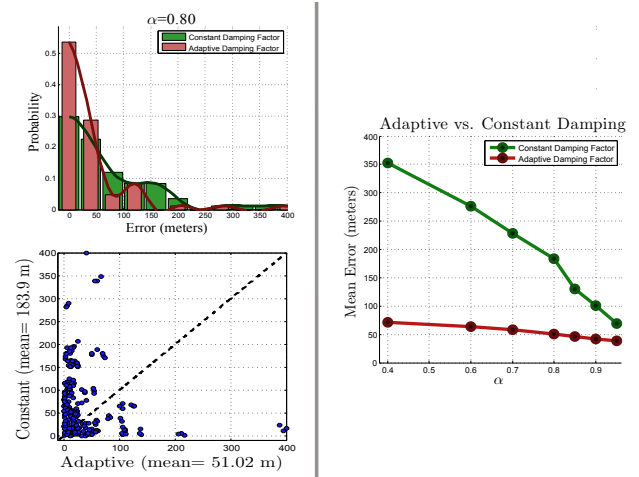 α=0.80
Constant Damping Factor
Adaptive Damping Factor
Probability
0.5
0.4
0.3
0.2
0.1
0
0 50 100 150 200 250 300 350 400
Error (meters)
Constant (mean= 183.9 m)
400
350
300
250
200
150
100
50
0
0 100 200 300 400
Adaptive (mean= 51.02 m)
Adaptive vs. Constant Damping
Constant Damping Factor
Adaptive Damping Factor
Mean Error (meters)
400
350
300
250
200
150
100
50
0
0.4 0.5 0.6 0.7 0.8 0.9
α